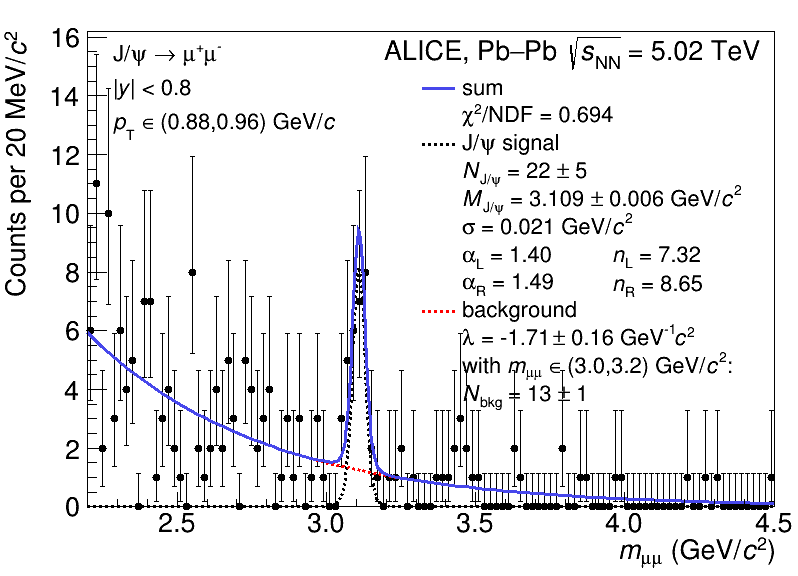 ALICE, Pb–Pb √sNN = 5.02 TeV
J/ψ → μ+μ-
|y| < 0.8
pT ∈ (0.88,0.96) GeV/c
sum
χ2/NDF = 0.694
J/ψ signal
NJ/ψ = 22 ± 5
MJ/ψ = 3.109 ± 0.006 GeV/c2
σ = 0.021 GeV/c2
αL = 1.40 nL = 7.32
αR = 1.49 nR = 8.65
background
λ = -1.71 ± 0.16 GeV-1c2
with mμμ ∈ (3.0,3.2) GeV/c2:
Nbkg = 13 ± 1
Counts per 20 MeV/c2
16
14
12
10
8
6
4
2
0
2.5 3.0 3.5 4.0 4.5
mμμ (GeV/c2)